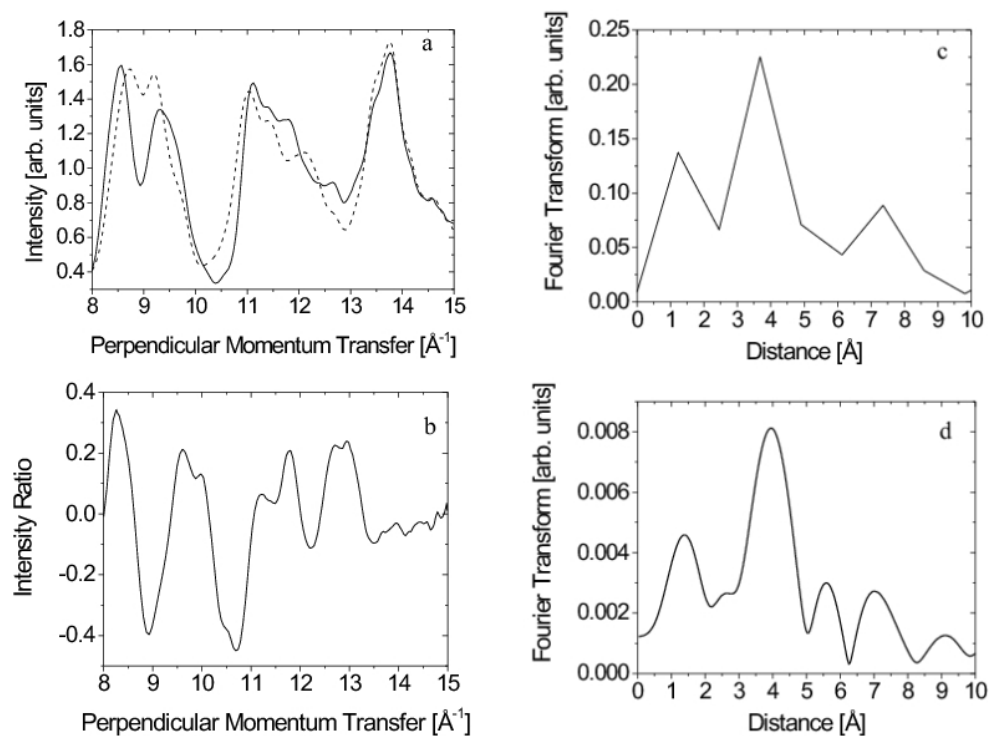 a
Intensity [arb. units]
1.8
1.6
1.4
1.2
1.0
0.8
0.6
0.4
8 9 10 11 12 13 14 15
Perpendicular Momentum Transfer [Å⁻¹]
b
Intensity Ratio
0.4
0.2
0.0
-0.2
-0.4
8 9 10 11 12 13 14 15
Perpendicular Momentum Transfer [Å⁻¹]
c
Fourier Transform [arb. units]
0.25
0.20
0.15
0.10
0.05
0.00
0 1 2 3 4 5 6 7 8 9 10
Distance [Å]
d
Fourier Transform [arb. units]
0.008
0.006
0.004
0.002
0.000
0 1 2 3 4 5 6 7 8 9 10
Distance [Å]